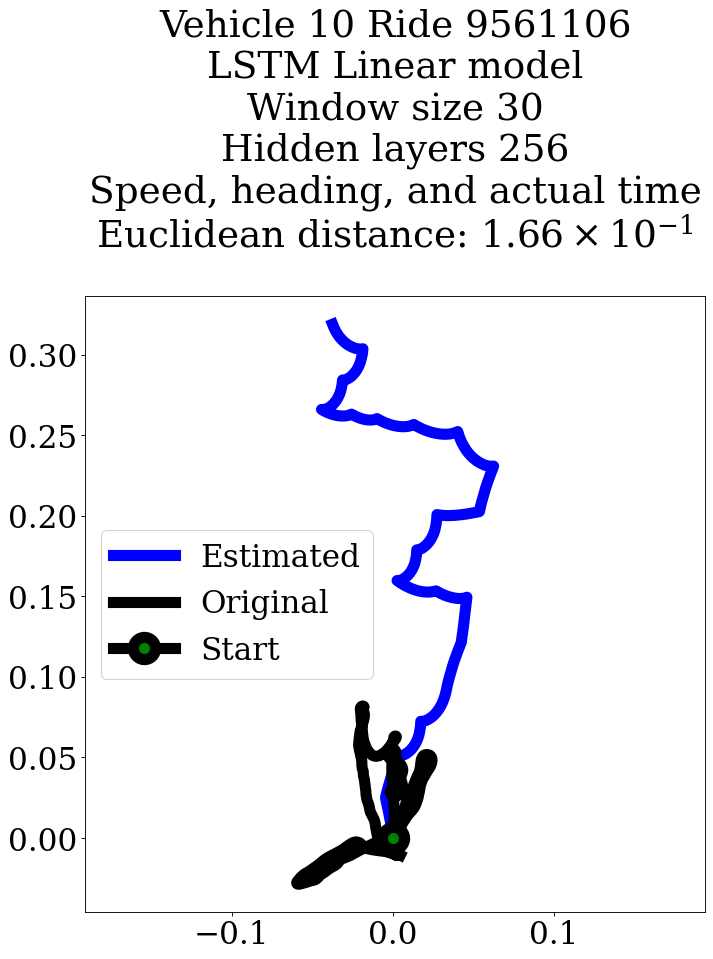 Vehicle 10 Ride 9561106
LSTM Linear model
Window size 30
Hidden layers 256
Speed, heading, and actual time
Euclidean distance: 1.66 × 10⁻¹
0.30
0.25
0.20
0.15
0.10
0.05
0.00
Estimated
Original
Start
−0.1 0.0 0.1